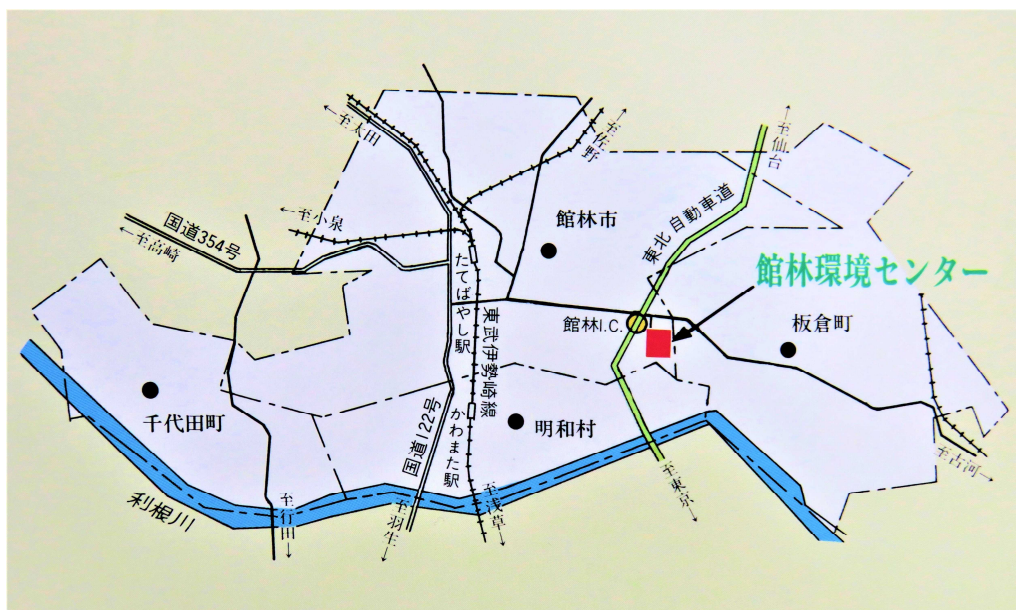 ←至太田
至佐野→
至仙台→
国道354号
←至高崎
←至小泉
館林市
東北自動車道
館林環境センター
たてばやし駅
東武伊勢崎線
館林I.C.
板倉町
千代田町
国道122号
かわまた駅
明和村
利根川
至行田→
至羽生→
至浅草→
至東京→
至古河→